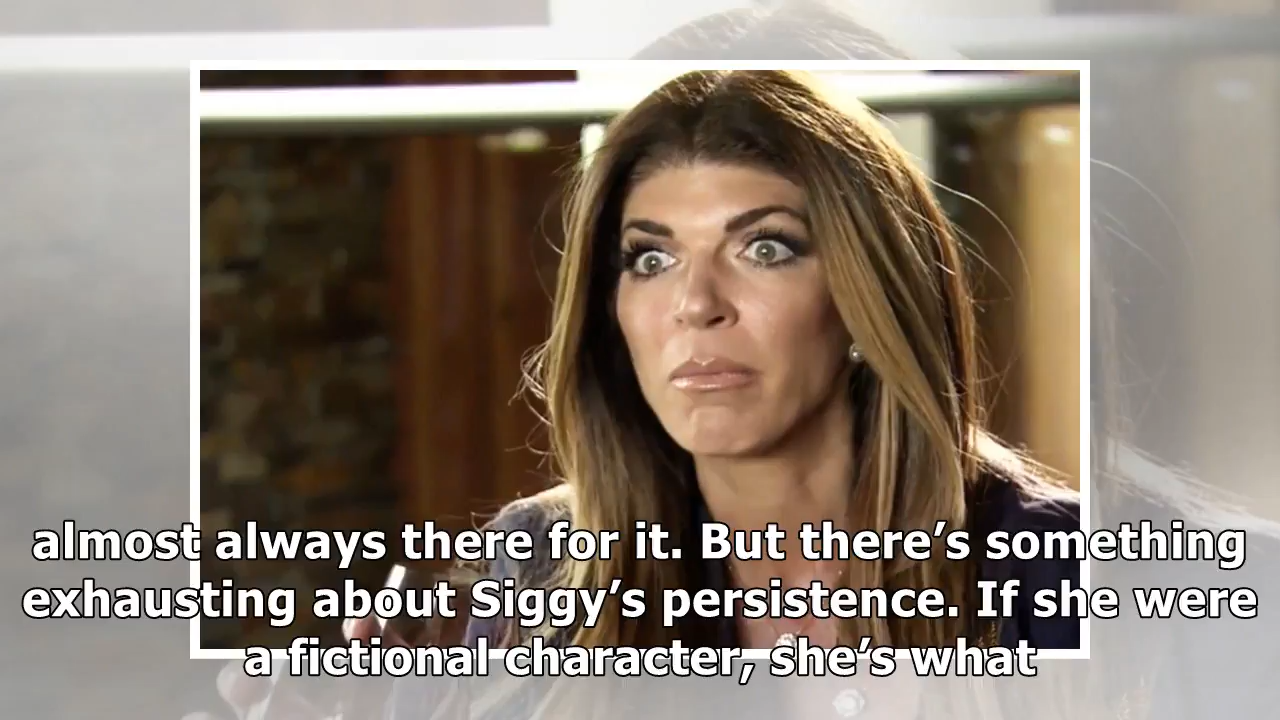 almost always there for it. But there’s something
exhausting about Siggy’s persistence. If she were
a fictional character, she’s what